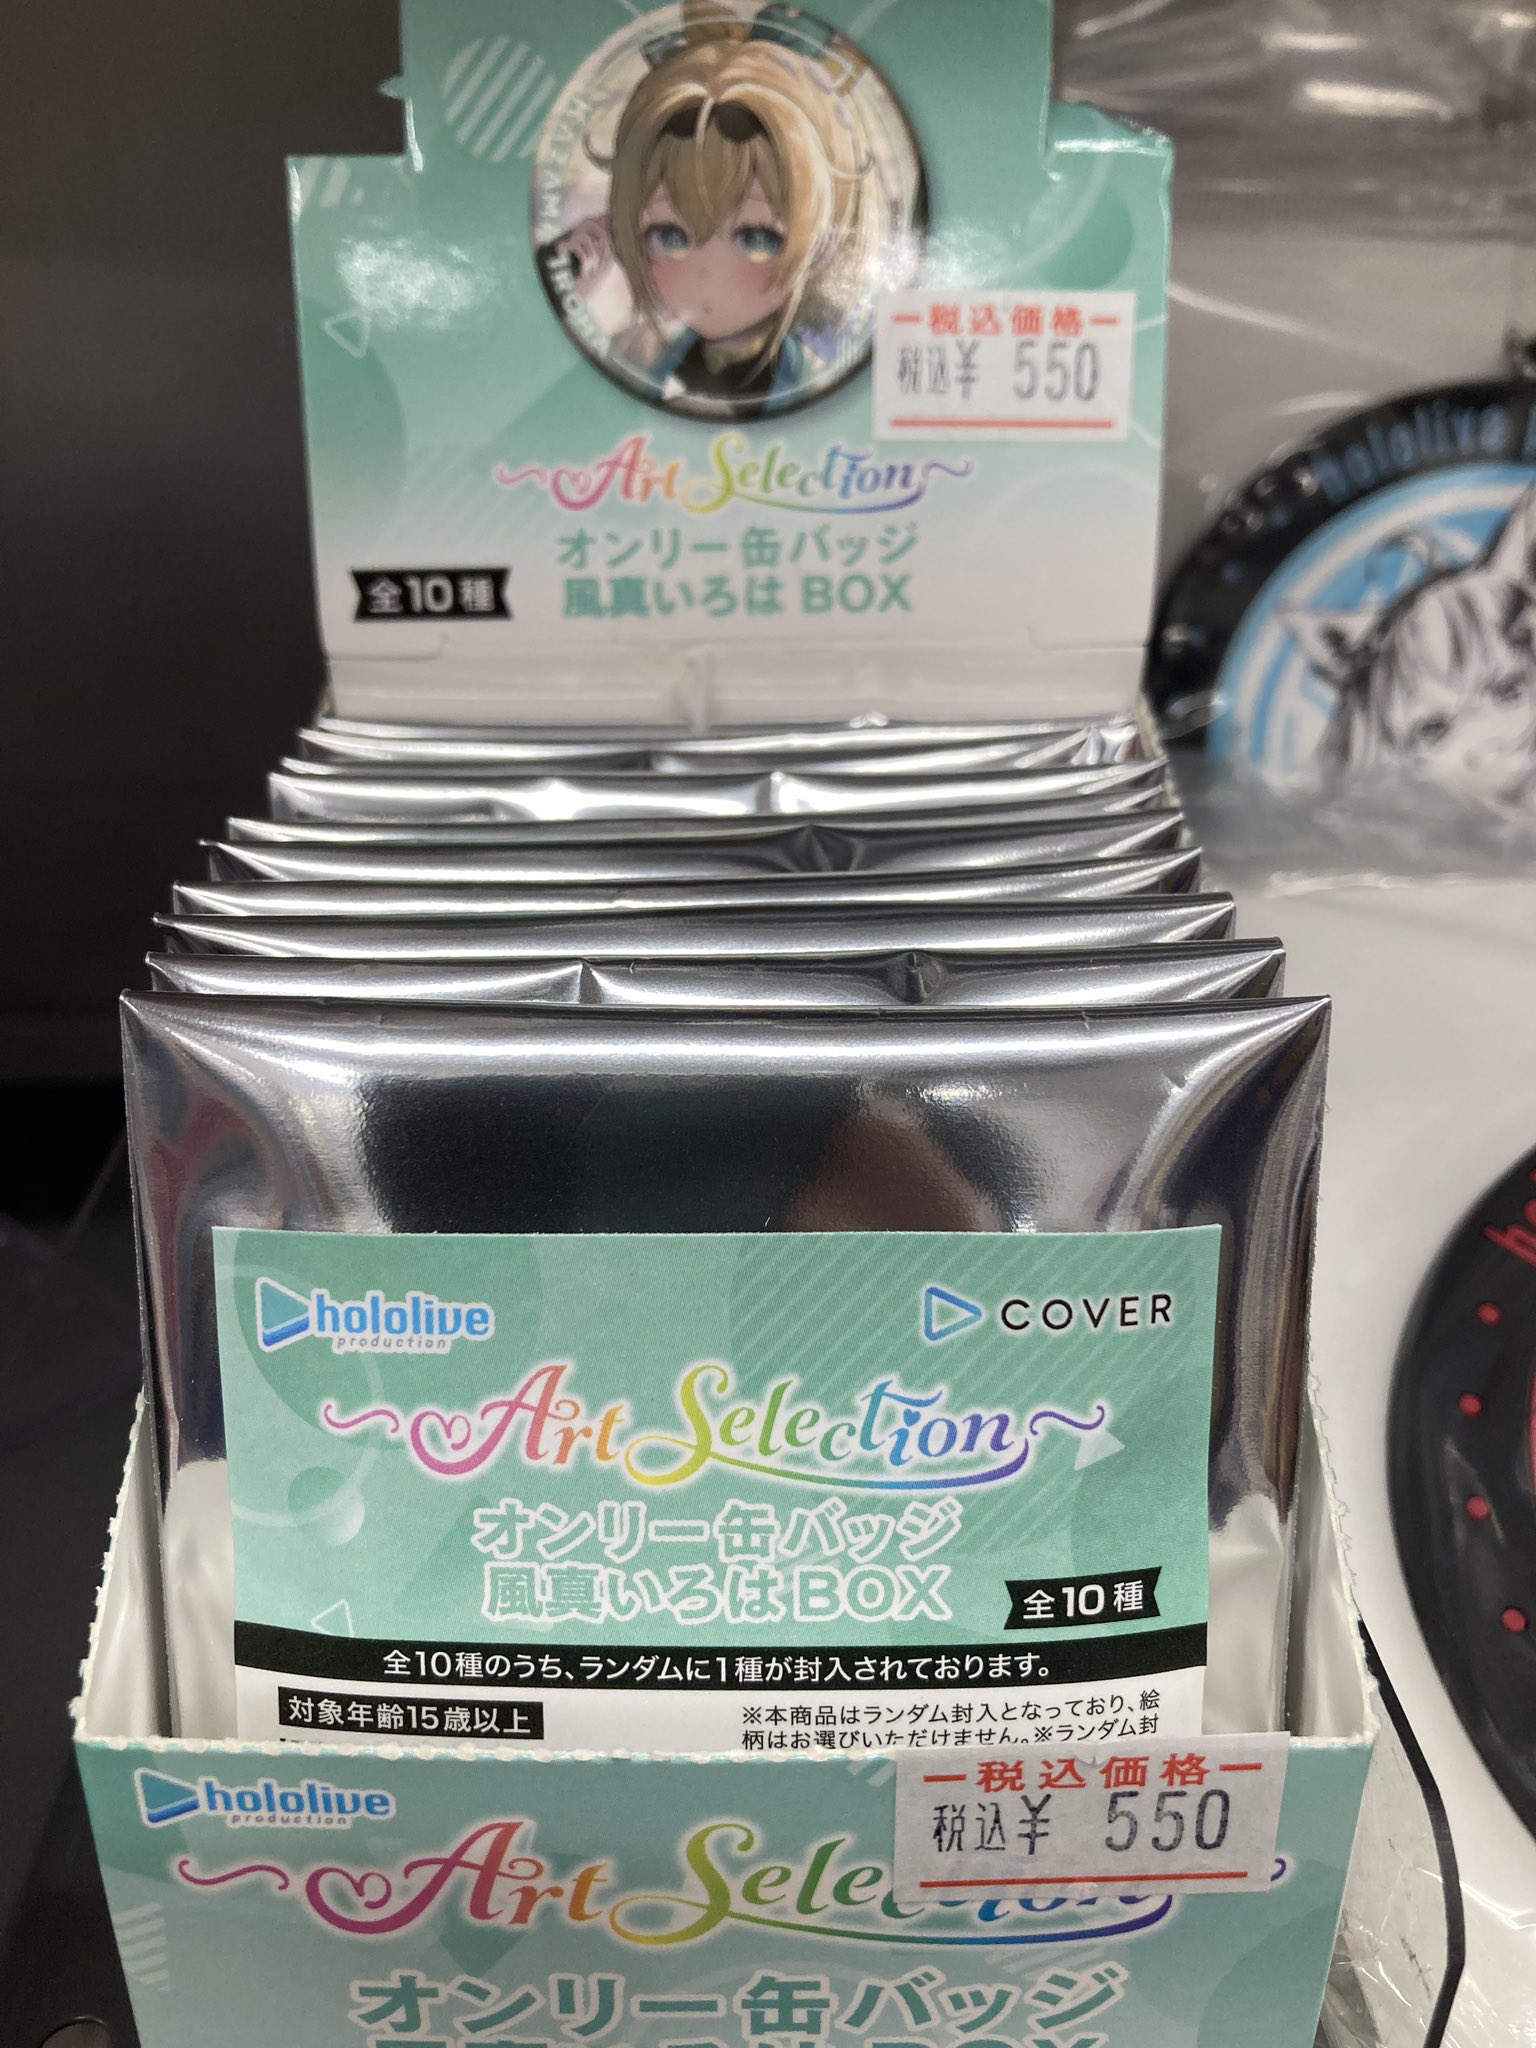 KAZAMA IROHA
税込価格
税込¥ 550
Art Selection
オンリー缶バッジ
風真いろは BOX
全10種
hololive
hololive
production
COVER
Art Selection
オンリー缶バッジ
風真いろはBOX
全10種
全10種のうち、ランダムに1種が封入されております。
対象年齢15歳以上
※本商品はランダム封入となっており、絵
柄はお選びいただけません。※ランダム封
税込価格
税込¥ 550
hololive
production
Art Selection
オンリー缶バッジ